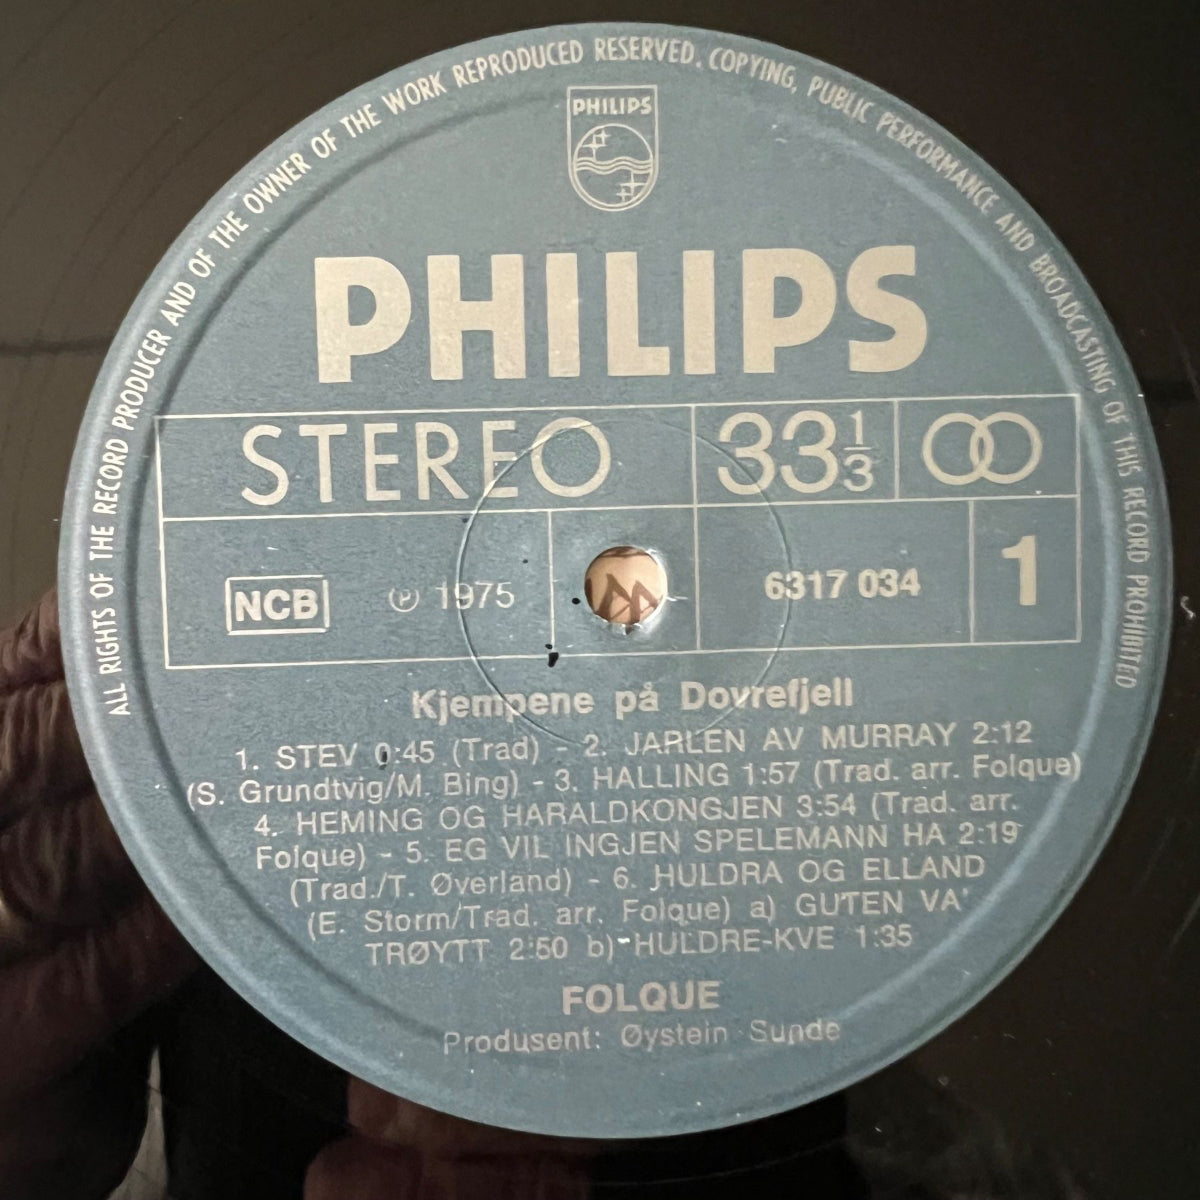 ALL RIGHTS OF THE RECORD PRODUCER AND OF THE OWNER OF THE WORK REPRODUCED RESERVED. COPYING, PUBLIC PERFORMANCE AND BROADCASTING OF THIS RECORD PROHIBITED
PHILIPS
PHILIPS
STEREO 33 1/3
NCB ℗ 1975 6317 034 1
Kjempene på Dovrefjell
1. STEV 0:45 (Trad) - 2. JARLEN AV MURRAY 2:12
(S. Grundtvig/M. Bing) - 3. HALLING 1:57 (Trad. arr. Folque)
4. HEMING OG HARALDKONGJEN 3:54 (Trad. arr.
Folque) - 5. EG VIL INGJEN SPELEMANN HA 2:19
(Trad./T. Øverland) - 6. HULDRA OG ELLAND
(E. Storm/Trad. arr. Folque) a) GUTEN VA'
TRØYTT 2:50 b) HULDRE-KVE 1:35
FOLQUE
Produsent: Øystein Sunde